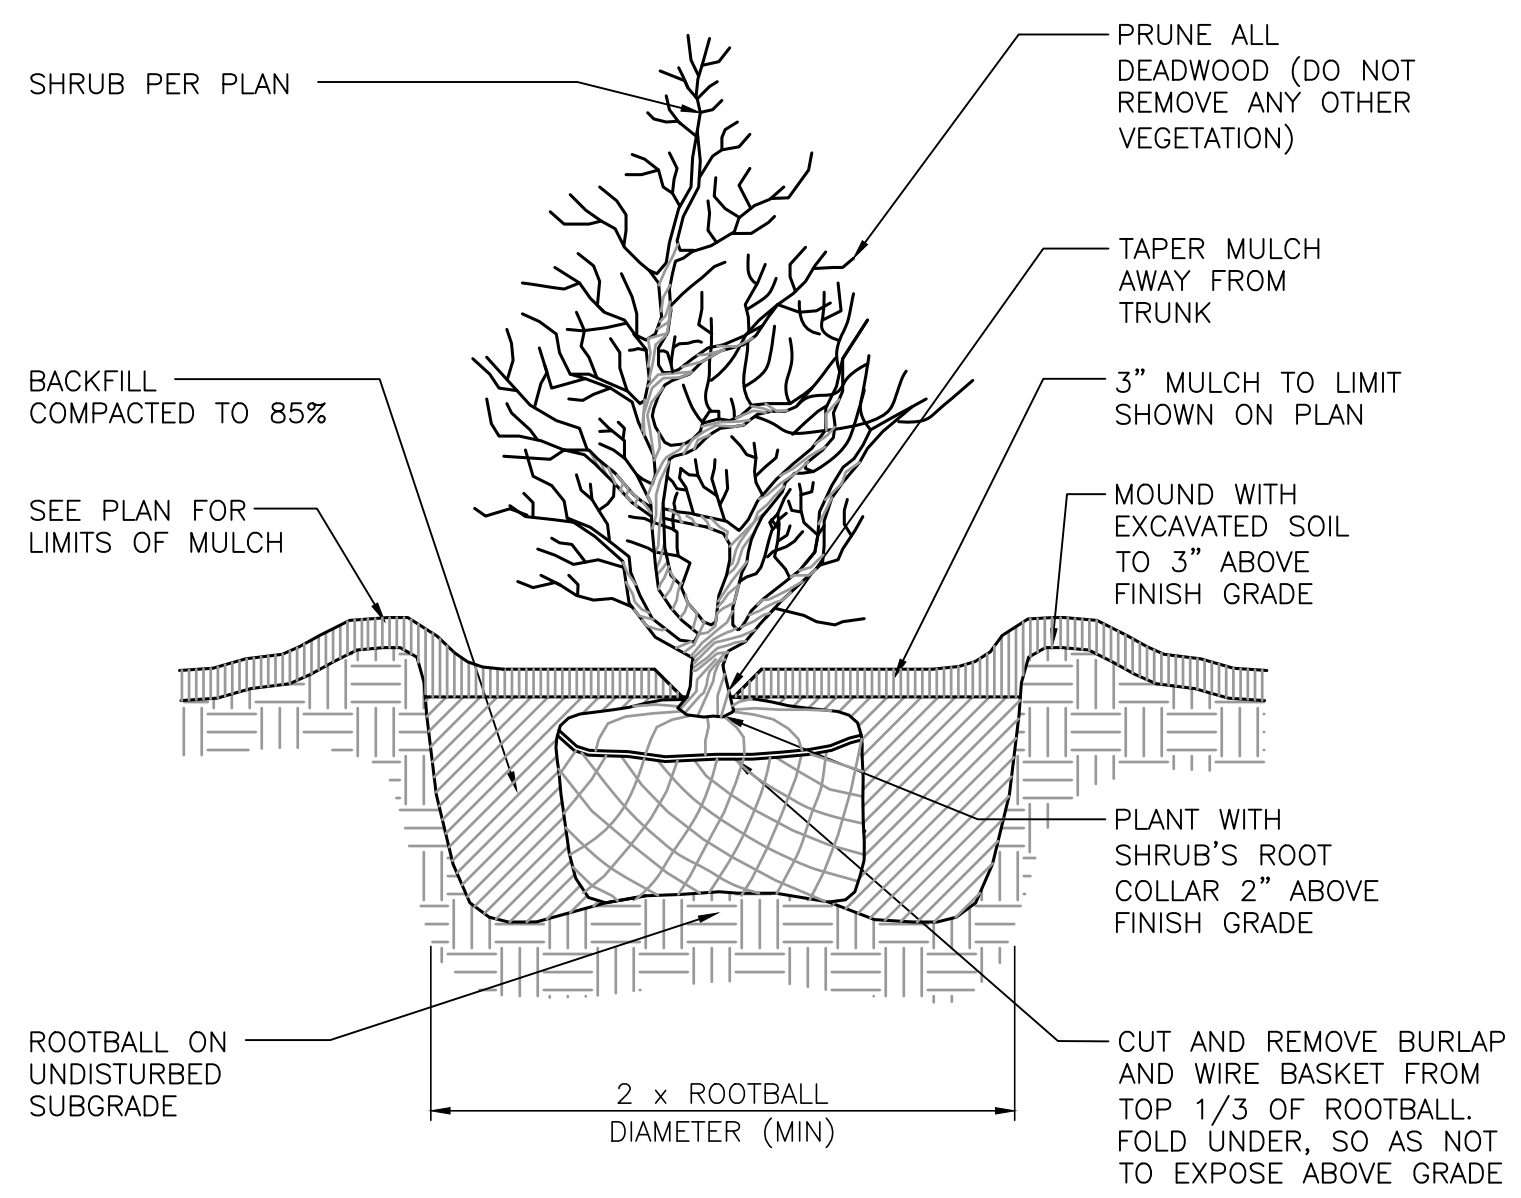 SHRUB PER PLAN
BACKFILL
COMPACTED TO 85%
SEE PLAN FOR
LIMITS OF MULCH
ROOTBALL ON
UNDISTURBED
SUBGRADE
2 x ROOTBALL
DIAMETER (MIN)
PRUNE ALL
DEADWOOD (DO NOT
REMOVE ANY OTHER
VEGETATION)
TAPER MULCH
AWAY FROM
TRUNK
3” MULCH TO LIMIT
SHOWN ON PLAN
MOUND WITH
EXCAVATED SOIL
TO 3” ABOVE
FINISH GRADE
PLANT WITH
SHRUB’S ROOT
COLLAR 2” ABOVE
FINISH GRADE
CUT AND REMOVE BURLAP
AND WIRE BASKET FROM
TOP 1/3 OF ROOTBALL.
FOLD UNDER, SO AS NOT
TO EXPOSE ABOVE GRADE